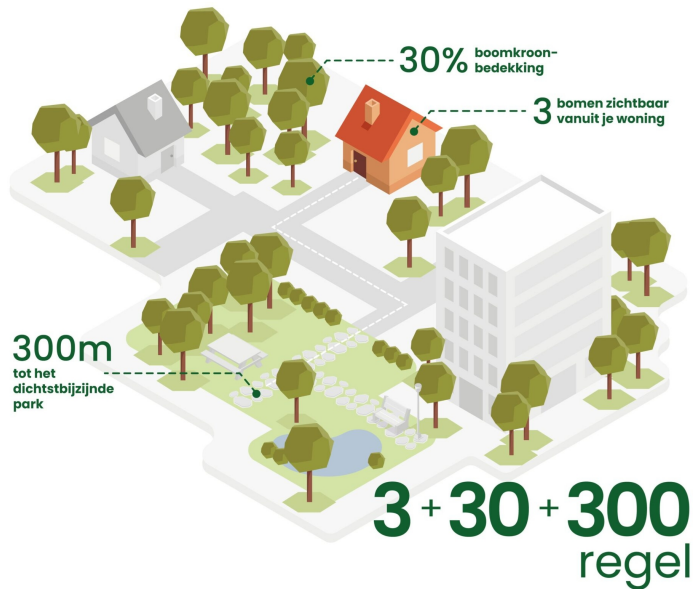 30% boomkroon-
bedekking
3 bomen zichtbaar
vanuit je woning
300m
tot het
dichtstbijzijnde
park
3+30+300
regel